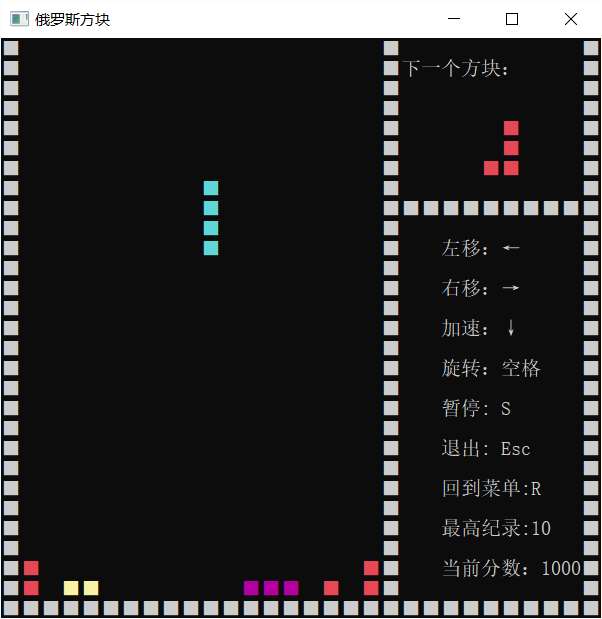 俄罗斯方块
下一个方块：
左移：←
右移：→
加速：↓
旋转：空格
暂停: S
退出: Esc
回到菜单:R
最高纪录:10
当前分数：1000